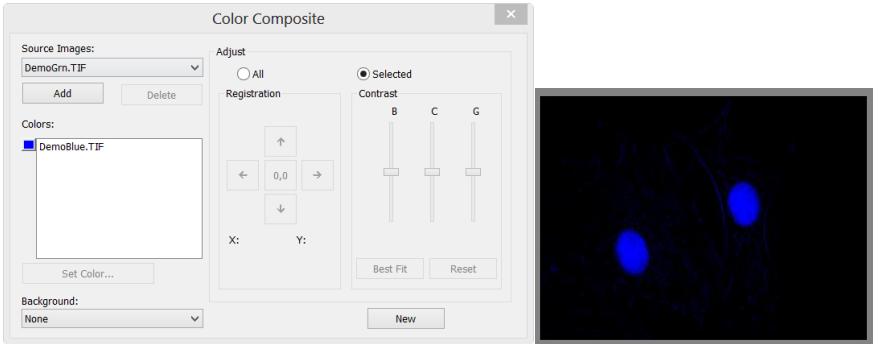 Color Composite
Source Images:
DemoGrn.TIF
Add
Delete
Colors:
DemoBlue.TIF
Set Color...
Background:
None
Adjust
All
Selected
Registration
0,0
X:
Y:
Contrast
B
C
G
Best Fit
Reset
New